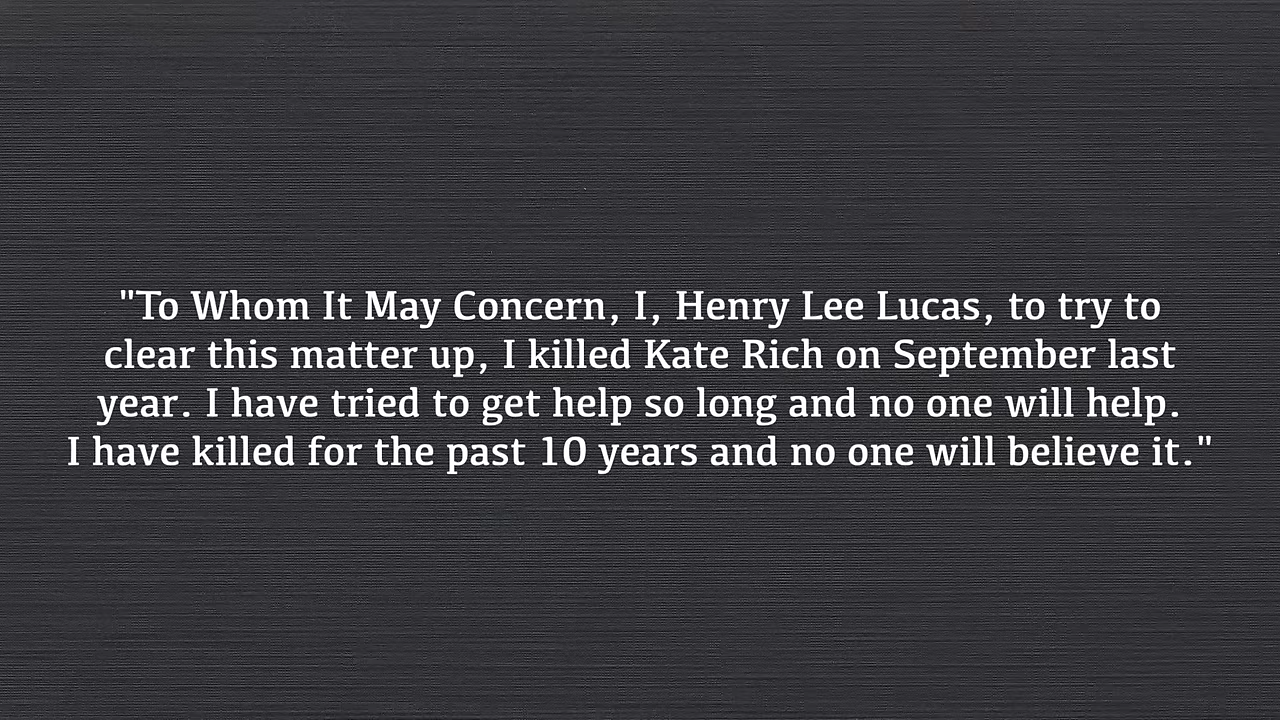 "To Whom It May Concern, I, Henry Lee Lucas, to try to
clear this matter up, I killed Kate Rich on September last
year. I have tried to get help so long and no one will help.
I have killed for the past 10 years and no one will believe it."